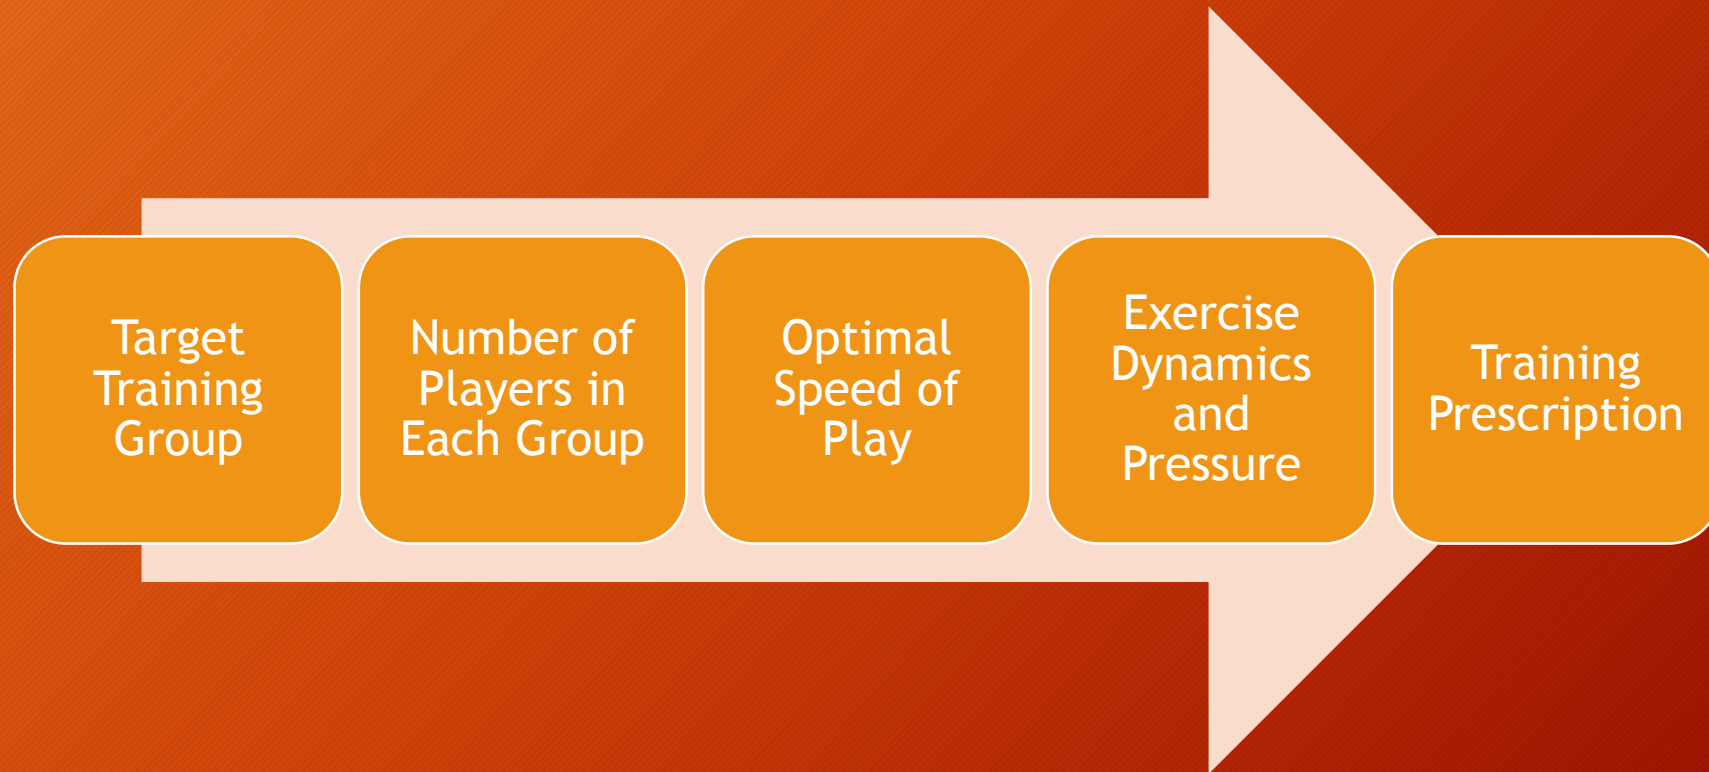 Target
Training
Group
Number of
Players in
Each Group
Optimal
Speed of
Play
Exercise
Dynamics
and
Pressure
Training
Prescription